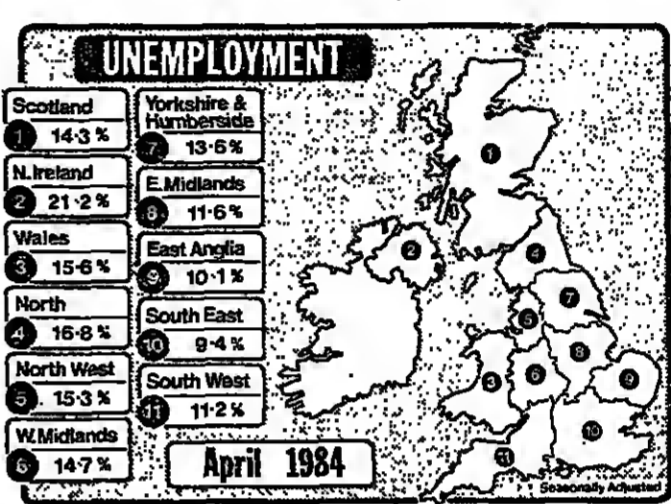 UNEMPLOYMENT
Scotland
1 14·3 %
N.Ireland
2 21·2 %
Wales
3 15·6 %
North
4 16·8 %
North West
5 15·3 %
W.Midlands
6 14·7 %
Yorkshire &
Humberside
7 13·6 %
E.Midlands
8 11·6 %
East Anglia
9 10·1 %
South East
10 9·4 %
South West
11 11·2 %
April 1984
1
2
4
7
5
8
3
6
9
10
11
Seasonally Adjusted